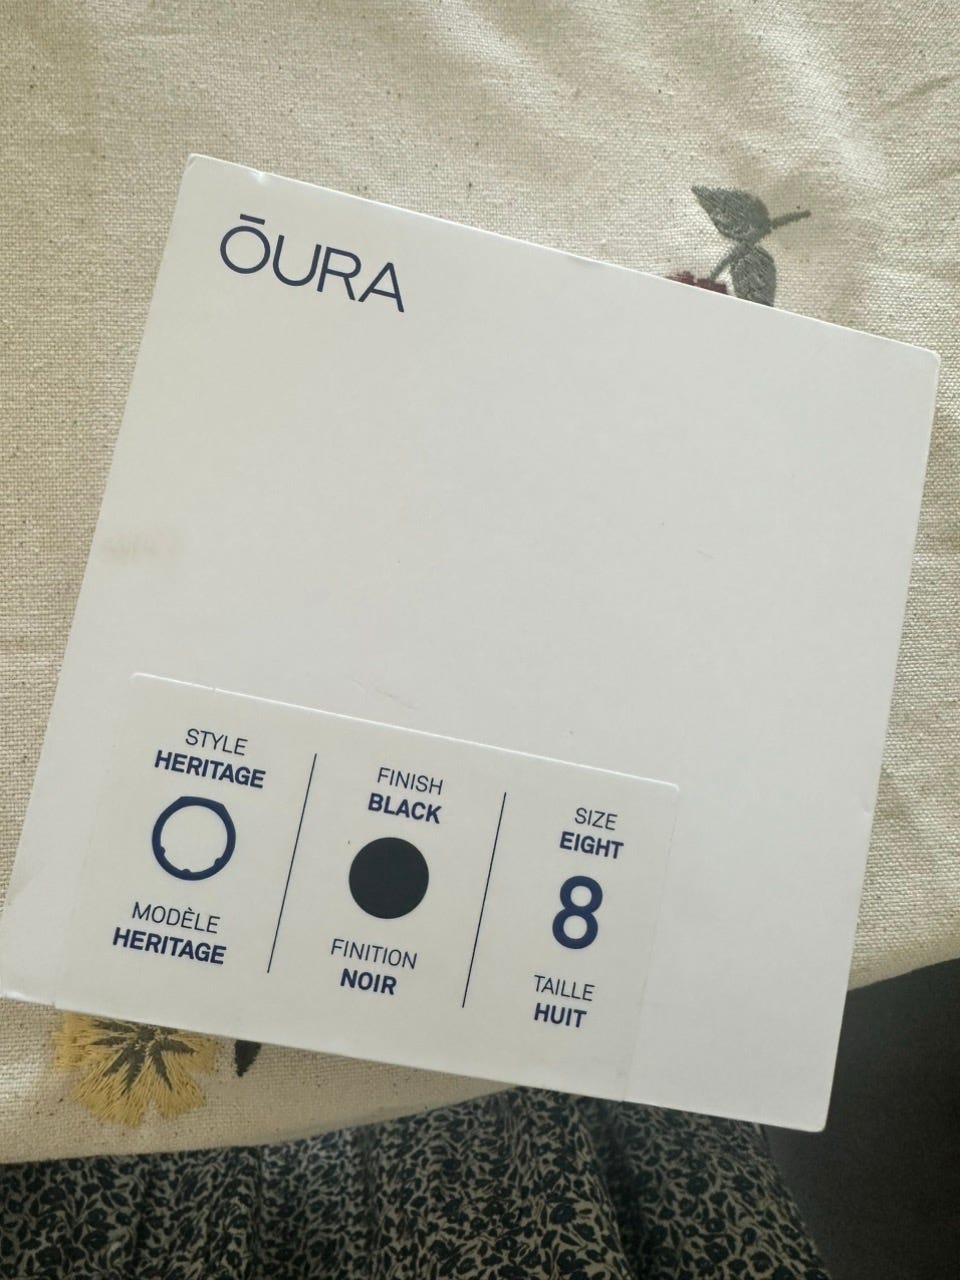 ŌURA
STYLE
HERITAGE
MODÈLE
HERITAGE
FINISH
BLACK
FINITION
NOIR
SIZE
EIGHT
8
TAILLE
HUIT